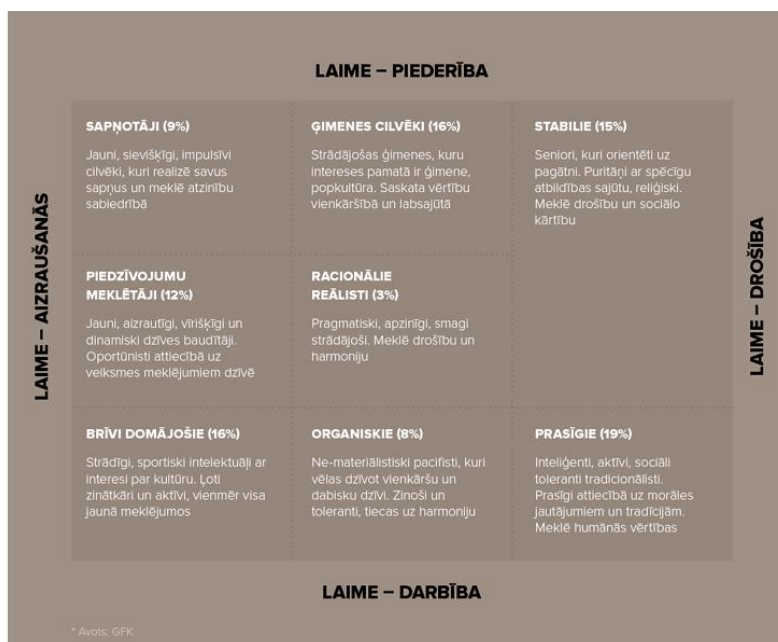 LAIME – PIEDERĪBA
LAIME – AIZRAUŠANĀS
SAPŅOTĀJI (9%)
Jauni, sievišķīgi, impulsīvi
cilvēki, kuri realizē savus
sapņus un meklē atzinību
sabiedrībā
ĢIMENES CILVĒKI (16%)
Strādājošas ģimenes, kuru
intereses pamatā ir ģimene,
popkultūra. Saskata vērtību
vienkāršībā un labsajūtā
STABILIE (15%)
Seniori, kuri orientēti uz
pagātni. Puritāņi ar spēcīgu
atbildības sajūtu, reliģiski.
Meklē drošību un sociālo
kārtību
PIEDZĪVOJUMU
MEKLĒTĀJI (12%)
Jauni, aizrautīgi, vīrišķīgi un
dinamiski dzīves baudītāji.
Oportūnisti attiecībā uz
veiksmes meklējumiem dzīvē
RACIONĀLIE
REĀLISTI (3%)
Pragmatiski, apzinīgi, smagi
strādājoši. Meklē drošību un
harmoniju
BRĪVI DOMĀJOŠIE (16%)
Strādīgi, sportiski intelektuāļi ar
interesi par kultūru. Ļoti
zinātkāri un aktīvi, vienmēr visa
jaunā meklējumos
ORGANISKIE (8%)
Ne-materiālistiski pacifisti, kuri
vēlas dzīvot vienkāršu un
dabisku dzīvi. Zinoši un
toleranti, tiecas uz harmoniju
PRASĪGIE (19%)
Inteliģenti, aktīvi, sociāli
toleranti tradicionālisti.
Prasīgi attiecībā uz morāles
jautājumiem un tradīcijām.
Meklē humānās vērtības
LAIME – DROŠĪBA
LAIME – DARBĪBA
* Avots: GFK